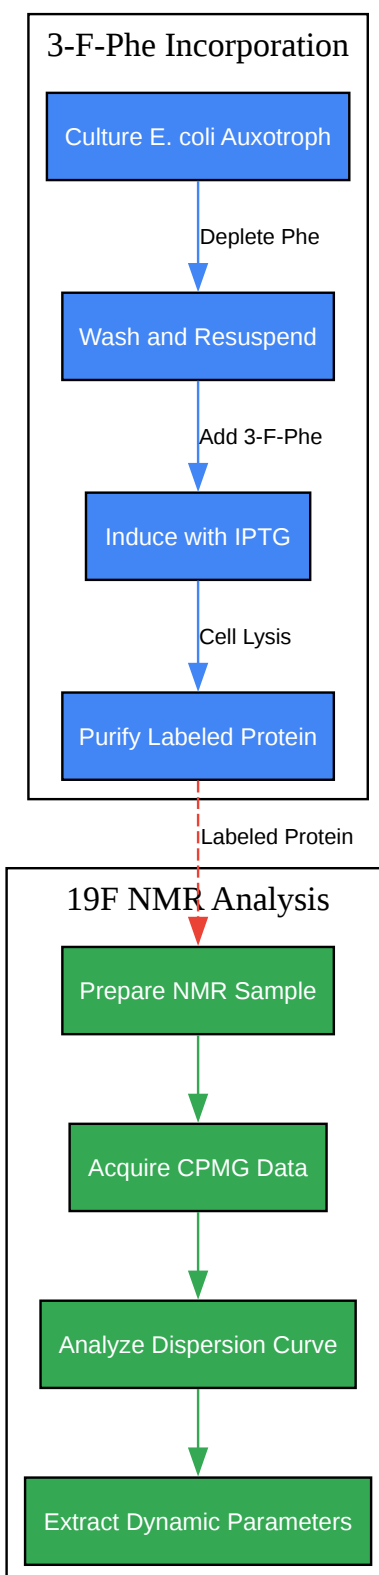 3-F-Phe Incorporation
Culture E. coli Auxotroph
Deplete Phe
Wash and Resuspend
Add 3-F-Phe
Induce with IPTG
Cell Lysis
Purify Labeled Protein
Labeled Protein
19F NMR Analysis
Prepare NMR Sample
Acquire CPMG Data
Analyze Dispersion Curve
Extract Dynamic Parameters